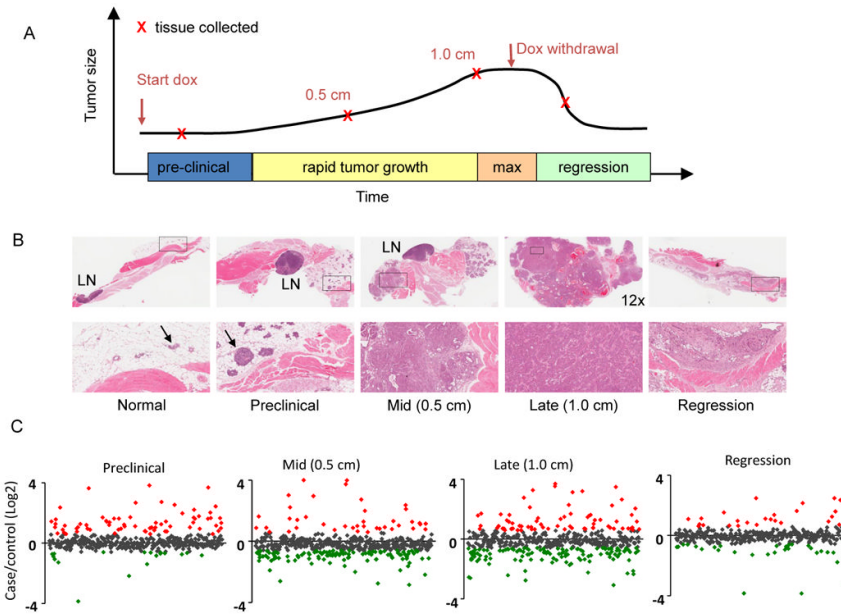 A
X tissue collected
Tumor size
Start dox
0.5 cm
1.0 cm
Dox withdrawal
X
X
X
X
pre-clinical
rapid tumor growth
max
regression
Time
B
LN
LN
LN
12x
Normal
Preclinical
Mid (0.5 cm)
Late (1.0 cm)
Regression
C
Case/control (Log2)
Preclinical
Mid (0.5 cm)
Late (1.0 cm)
Regression
4
0
-4
4
0
-4
4
0
-4
4
0
-4